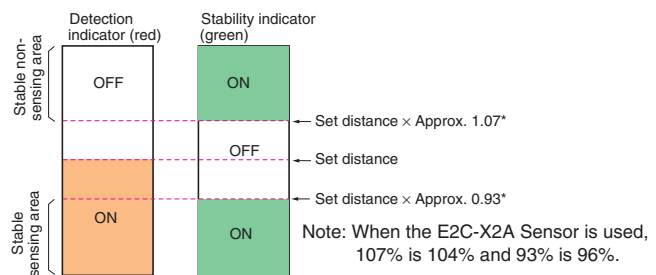 Detection
indicator (red)
Stability indicator
(green)
Stable non-
sensing area
OFF
ON
Set distance × Approx. 1.07*
OFF
Set distance
Set distance × Approx. 0.93*
Stable
sensing area
ON
ON
Note: When the E2C-X2A Sensor is used,
107% is 104% and 93% is 96%.